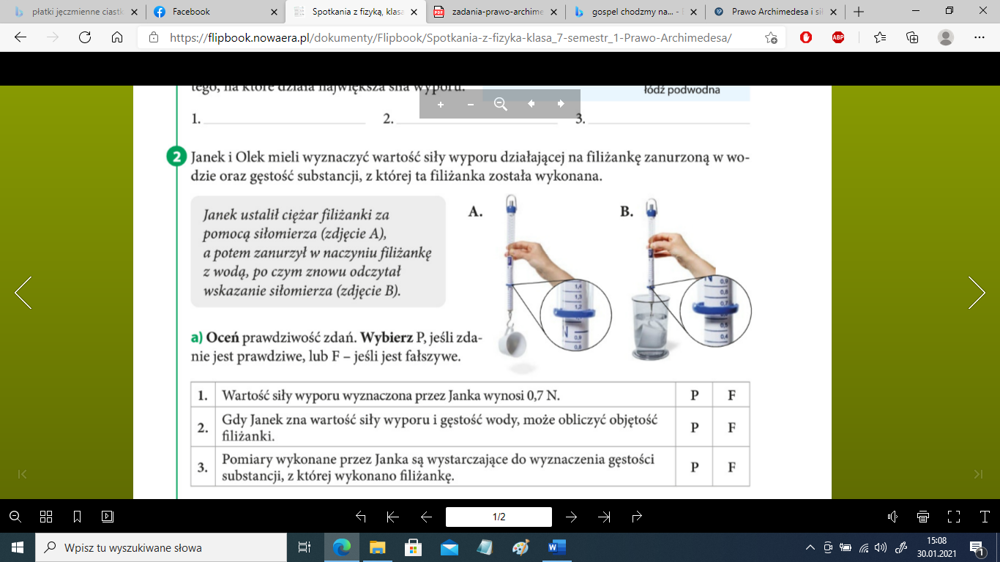 płatki jęczmienne ciastk
Facebook
Spotkania z fizyką, klasa
zadania-prawo-archime
gospel chodzmy na... -
Prawo Archimedesa i sił
https://flipbook.nowaera.pl/dokumenty/Flipbook/Spotkania-z-fizyka-klasa_7-semestr_1-Prawo-Archimedesa/
ABP
tego, na które działa największa siła wyporu.
łódź podwodna
1. 2. 3.
2 Janek i Olek mieli wyznaczyć wartość siły wyporu działającej na filiżankę zanurzoną w wo-
dzie oraz gęstość substancji, z której ta filiżanka została wykonana.
Janek ustalił ciężar filiżanki za
pomocą siłomierza (zdjęcie A),
a potem zanurzył w naczyniu filiżankę
z wodą, po czym znowu odczytał
wskazanie siłomierza (zdjęcie B).
A.
1,4
1,3
1,2
N
0,9
0,8
B.
N 0,9
0,8
0,7
0,5
0,4
a) Oceń prawdziwość zdań. Wybierz P, jeśli zda-
nie jest prawdziwe, lub F – jeśli jest fałszywe.
1. Wartość siły wyporu wyznaczona przez Janka wynosi 0,7 N. P F
2. Gdy Janek zna wartość siły wyporu i gęstość wody, może obliczyć objętość
filiżanki. P F
3. Pomiary wykonane przez Janka są wystarczające do wyznaczenia gęstości
substancji, z której wykonano filiżankę. P F
1/2
Wpisz tu wyszukiwane słowa
15:08
30.01.2021
1